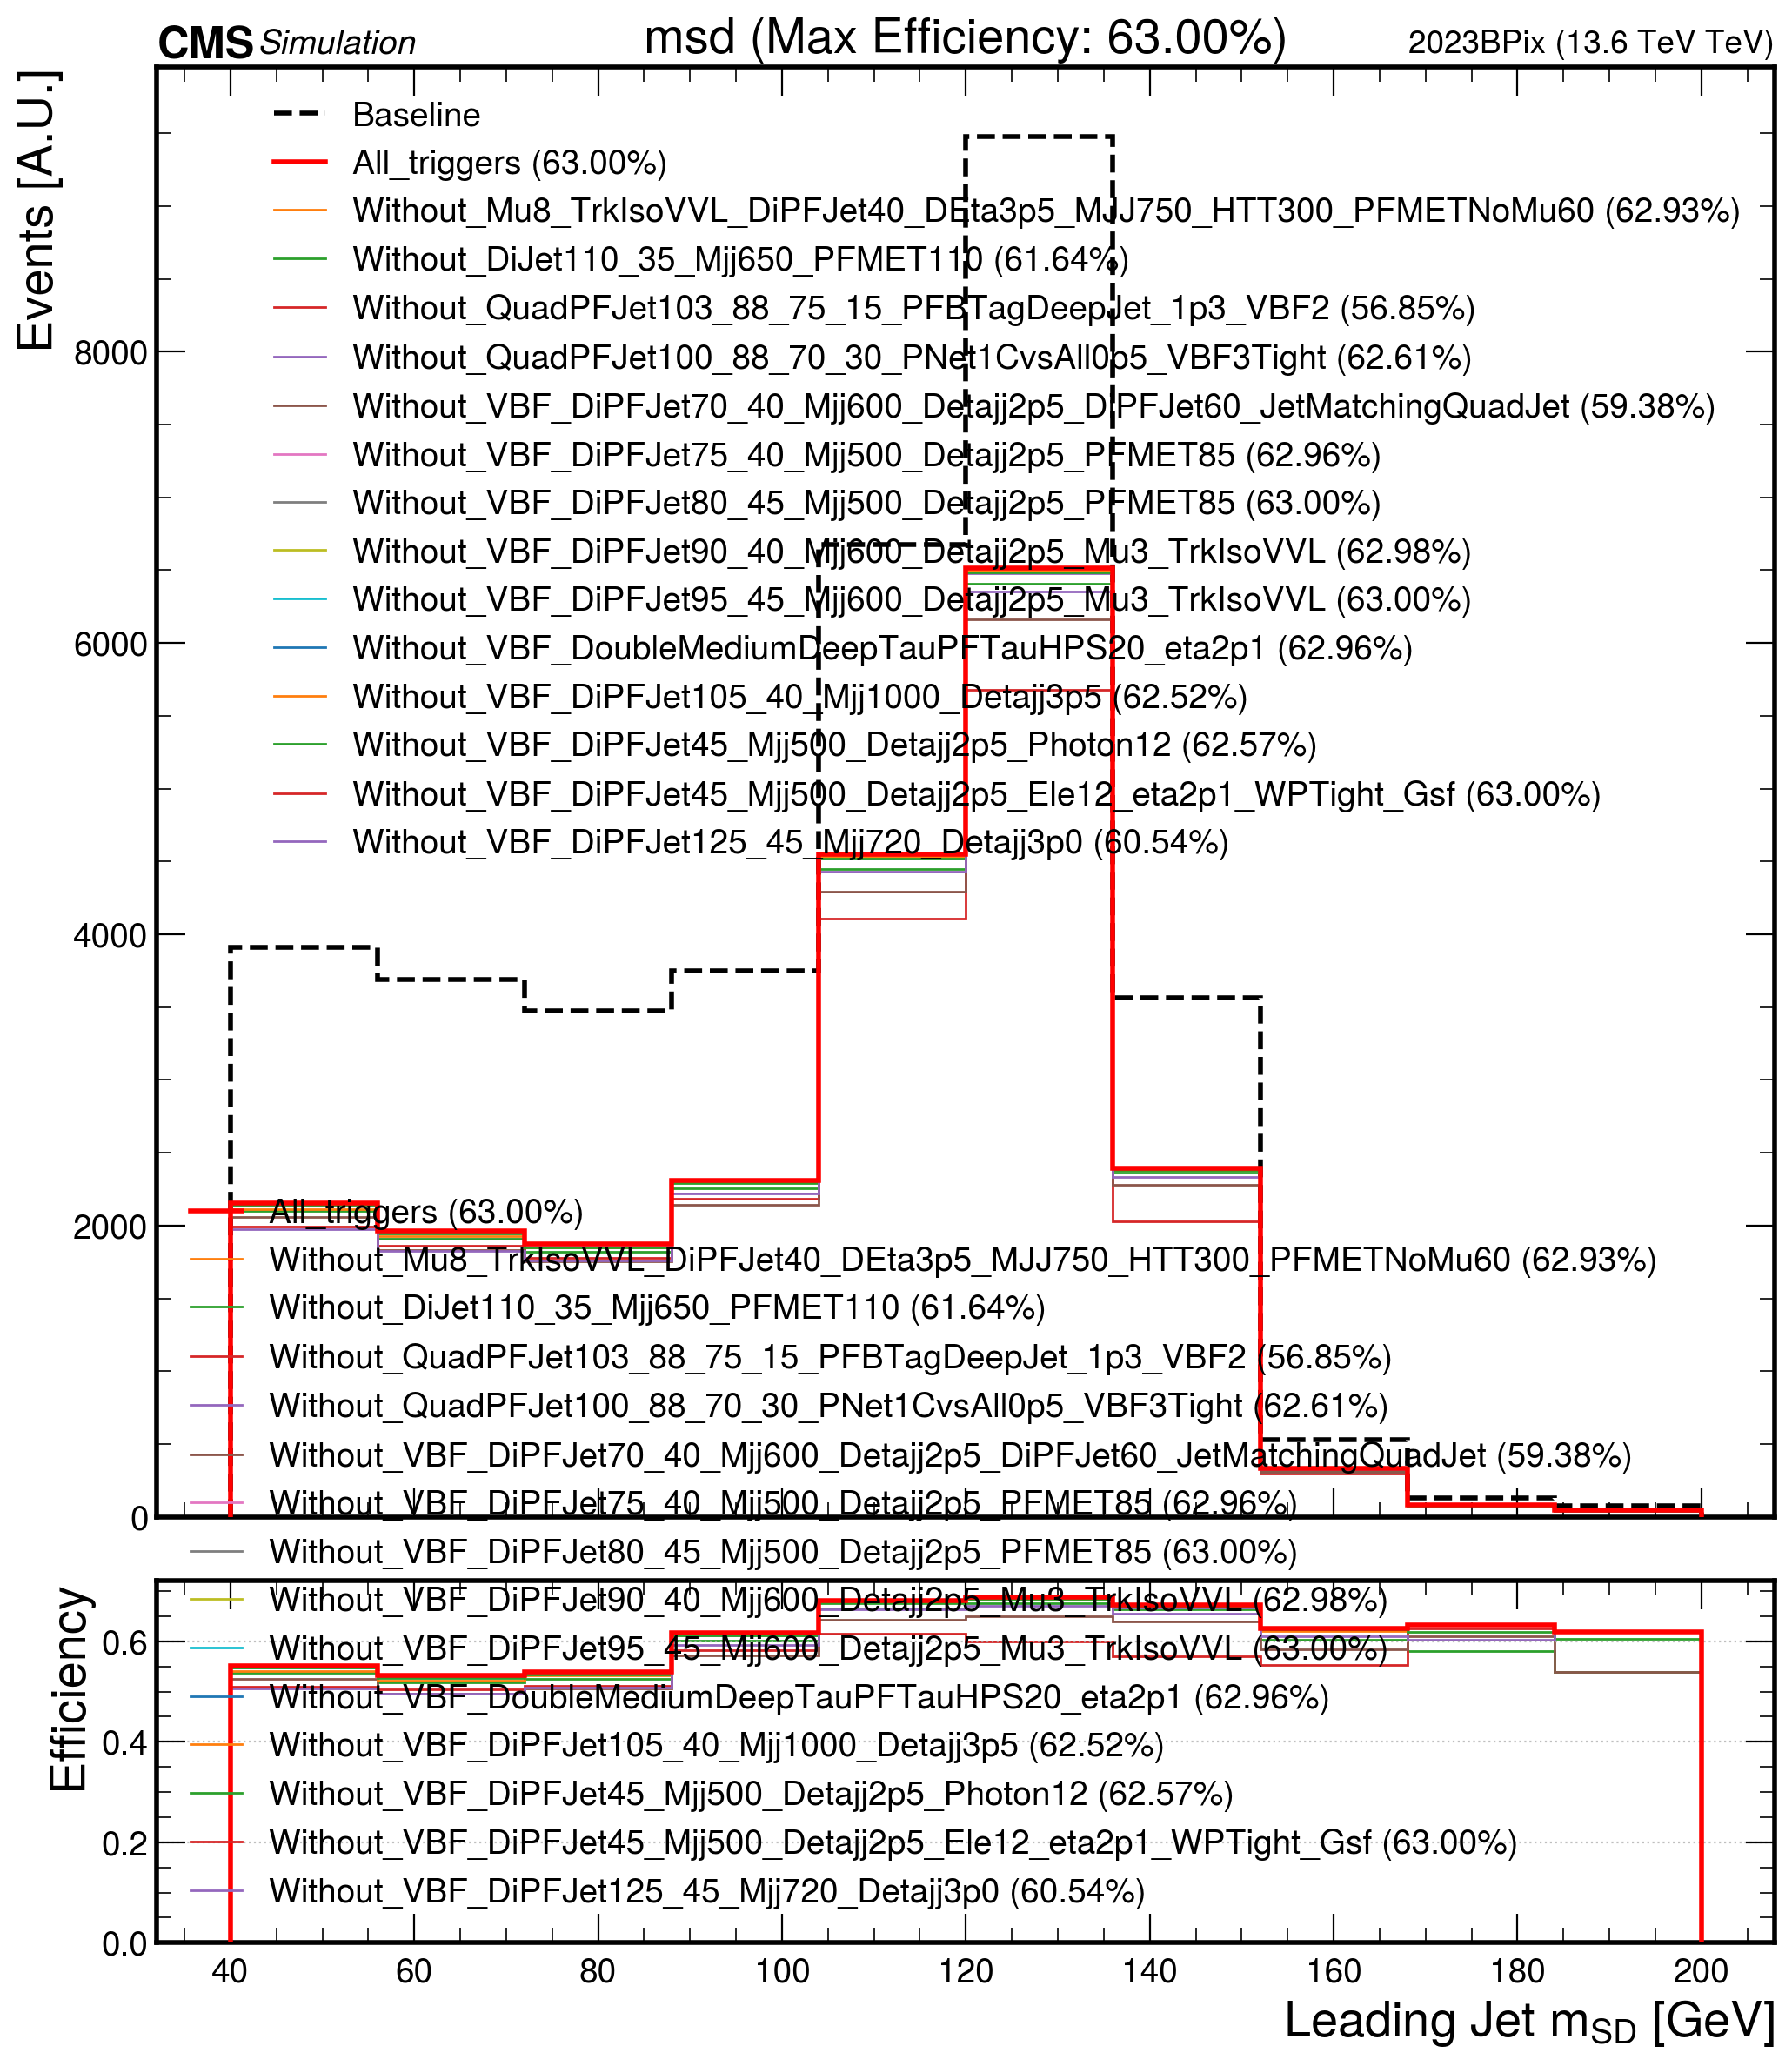 CMS Simulation msd (Max Efficiency: 63.00%) 2023BPix (13.6 TeV TeV)
Events [A.U.]
Baseline
All_triggers (63.00%)
Without_Mu8_TrkIsoVVL_DiPFJet40_DEta3p5_MJJ750_HTT300_PFMETNoMu60 (62.93%)
Without_DiJet110_35_Mjj650_PFMET110 (61.64%)
Without_QuadPFJet103_88_75_15_PFBTagDeepJet_1p3_VBF2 (56.85%)
Without_QuadPFJet100_88_70_30_PNet1CvsAll0p5_VBF3Tight (62.61%)
Without_VBF_DiPFJet70_40_Mjj600_Detajj2p5_DiPFJet60_JetMatchingQuadJet (59.38%)
Without_VBF_DiPFJet75_40_Mjj500_Detajj2p5_PFMET85 (62.96%)
Without_VBF_DiPFJet80_45_Mjj500_Detajj2p5_PFMET85 (63.00%)
Without_VBF_DiPFJet90_40_Mjj600_Detajj2p5_Mu3_TrkIsoVVL (62.98%)
Without_VBF_DiPFJet95_45_Mjj600_Detajj2p5_Mu3_TrkIsoVVL (63.00%)
Without_VBF_DoubleMediumDeepTauPFTauHPS20_eta2p1 (62.96%)
Without_VBF_DiPFJet105_40_Mjj1000_Detajj3p5 (62.52%)
Without_VBF_DiPFJet45_Mjj500_Detajj2p5_Photon12 (62.57%)
Without_VBF_DiPFJet45_Mjj500_Detajj2p5_Ele12_eta2p1_WPTight_Gsf (63.00%)
Without_VBF_DiPFJet125_45_Mjj720_Detajj3p0 (60.54%)
8000
6000
4000
2000
0
All_triggers (63.00%)
Without_Mu8_TrkIsoVVL_DiPFJet40_DEta3p5_MJJ750_HTT300_PFMETNoMu60 (62.93%)
Without_DiJet110_35_Mjj650_PFMET110 (61.64%)
Without_QuadPFJet103_88_75_15_PFBTagDeepJet_1p3_VBF2 (56.85%)
Without_QuadPFJet100_88_70_30_PNet1CvsAll0p5_VBF3Tight (62.61%)
Without_VBF_DiPFJet70_40_Mjj600_Detajj2p5_DiPFJet60_JetMatchingQuadJet (59.38%)
Without_VBF_DiPFJet75_40_Mjj500_Detajj2p5_PFMET85 (62.96%)
Without_VBF_DiPFJet80_45_Mjj500_Detajj2p5_PFMET85 (63.00%)
Without_VBF_DiPFJet90_40_Mjj600_Detajj2p5_Mu3_TrkIsoVVL (62.98%)
Without_VBF_DiPFJet95_45_Mjj600_Detajj2p5_Mu3_TrkIsoVVL (63.00%)
Without_VBF_DoubleMediumDeepTauPFTauHPS20_eta2p1 (62.96%)
Without_VBF_DiPFJet105_40_Mjj1000_Detajj3p5 (62.52%)
Without_VBF_DiPFJet45_Mjj500_Detajj2p5_Photon12 (62.57%)
Without_VBF_DiPFJet45_Mjj500_Detajj2p5_Ele12_eta2p1_WPTight_Gsf (63.00%)
Without_VBF_DiPFJet125_45_Mjj720_Detajj3p0 (60.54%)
Efficiency
0.6
0.4
0.2
0.0
40 60 80 100 120 140 160 180 200
Leading Jet m_SD [GeV]